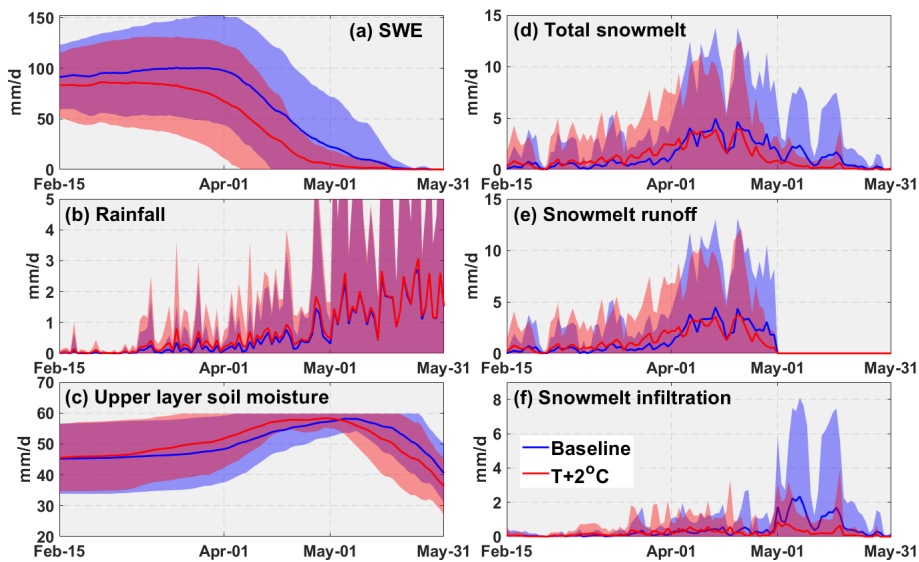 (a) SWE
mm/d
150
100
50
0
Feb-15
Apr-01
May-01
May-31
(b) Rainfall
mm/d
5
4
3
2
1
0
Feb-15
Apr-01
May-01
May-31
(c) Upper layer soil moisture
mm/d
70
60
50
40
30
20
Feb-15
Apr-01
May-01
May-31
(d) Total snowmelt
mm/d
15
10
5
0
Feb-15
Apr-01
May-01
May-31
(e) Snowmelt runoff
mm/d
15
10
5
0
Feb-15
Apr-01
May-01
May-31
(f) Snowmelt infiltration
mm/d
8
6
4
2
0
Baseline
T+2°C
Feb-15
Apr-01
May-01
May-31